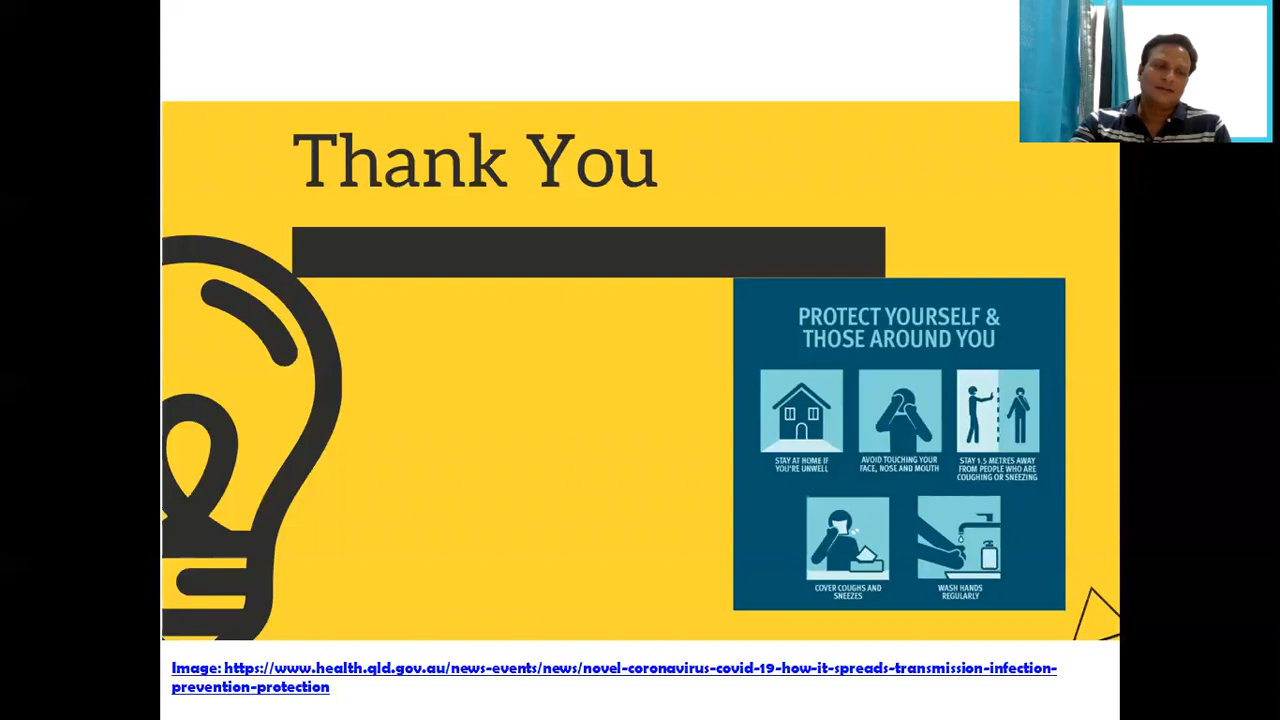 Thank You
PROTECT YOURSELF &
THOSE AROUND YOU
STAY AT HOME IF
YOU'RE UNWELL
AVOID TOUCHING YOUR
FACE, NOSE AND MOUTH
STAY 1.5 METRES AWAY
FROM PEOPLE WHO ARE
COUGHING OR SNEEZING
COVER COUGHS AND
SNEEZES
WASH HANDS
REGULARLY
Image: https://www.health.qld.gov.au/news-events/news/novel-coronavirus-covid-19-how-it-spreads-transmission-infection-
prevention-protection